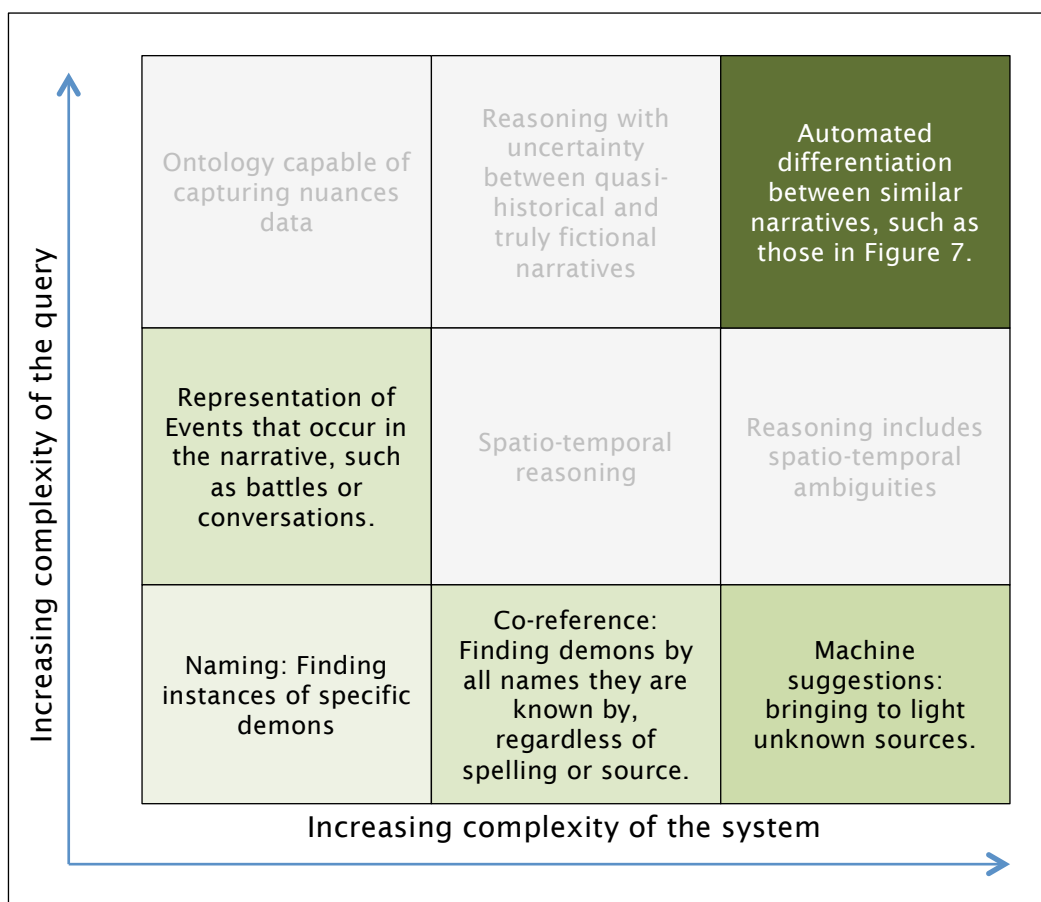 Increasing complexity of the query
Ontology capable of
capturing nuances
data
Reasoning with
uncertainty
between quasi-
historical and
truly fictional
narratives
Automated
differentiation
between similar
narratives, such as
those in Figure 7.
Representation of
Events that occur in
the narrative, such
as battles or
conversations.
Spatio-temporal
reasoning
Reasoning includes
spatio-temporal
ambiguities
Naming: Finding
instances of specific
demons
Co-reference:
Finding demons by
all names they are
known by,
regardless of
spelling or source.
Machine
suggestions:
bringing to light
unknown sources.
Increasing complexity of the system